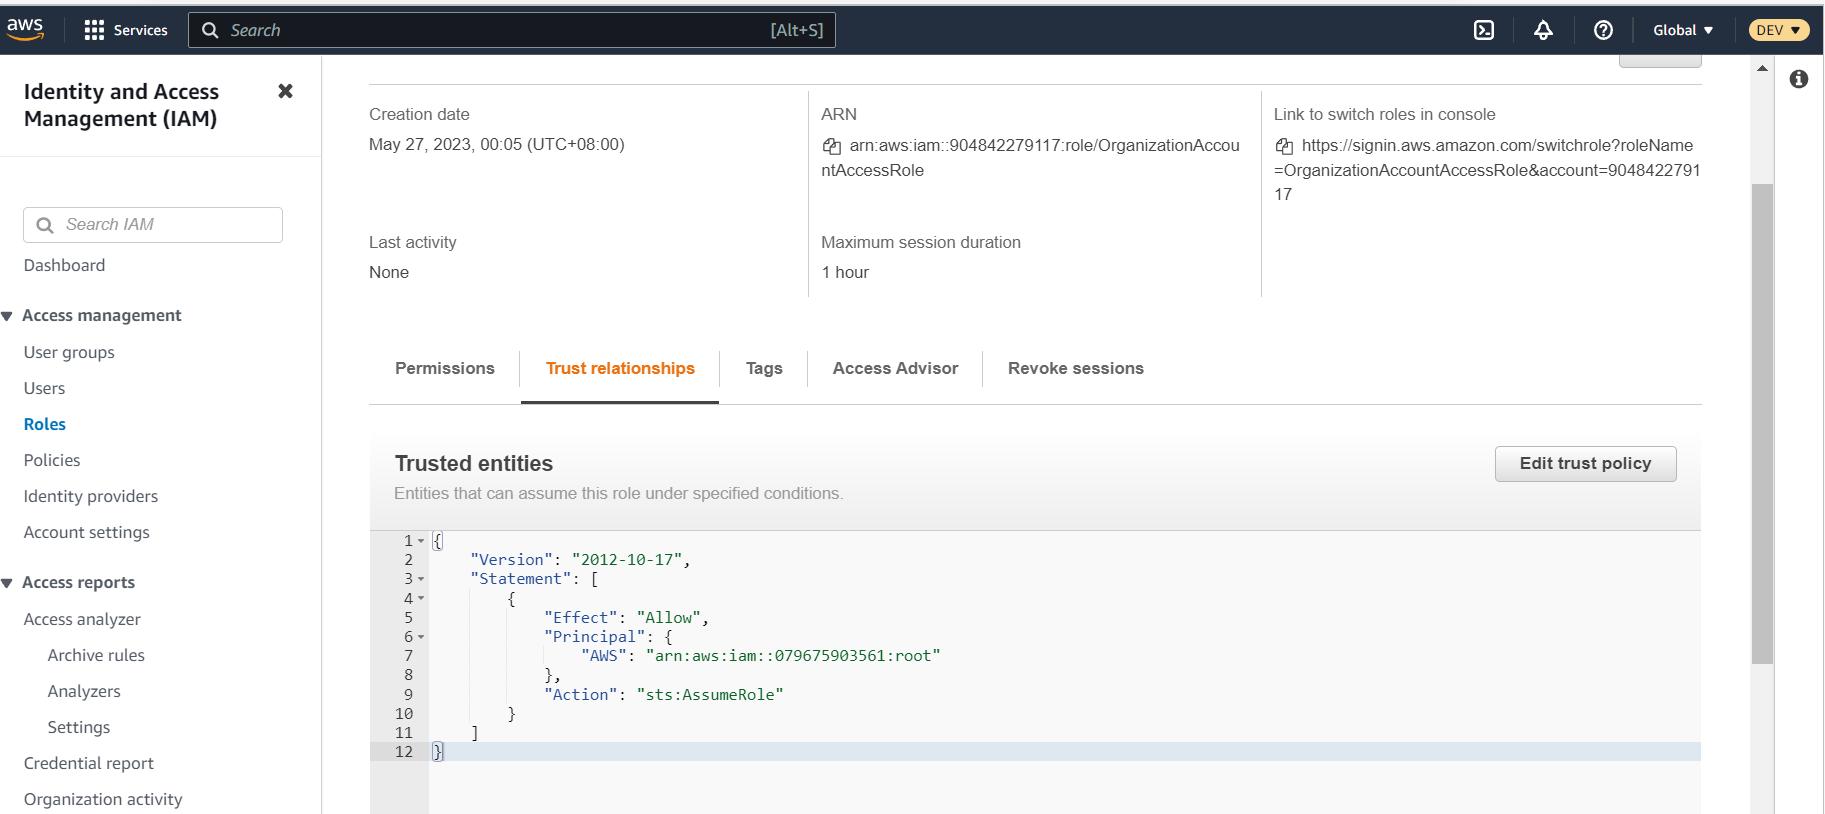 aws
Services
Search
[Alt+S]
Global
DEV
Identity and Access
Management (IAM)
Search IAM
Dashboard
Access management
User groups
Users
Roles
Policies
Identity providers
Account settings
Access reports
Access analyzer
Archive rules
Analyzers
Settings
Credential report
Organization activity
Creation date
May 27, 2023, 00:05 (UTC+08:00)
ARN
arn:aws:iam::904842279117:role/OrganizationAccou
ntAccessRole
Link to switch roles in console
https://signin.aws.amazon.com/switchrole?roleName
=OrganizationAccountAccessRole&account=9048422791
17
Last activity
None
Maximum session duration
1 hour
Permissions
Trust relationships
Tags
Access Advisor
Revoke sessions
Trusted entities
Entities that can assume this role under specified conditions.
Edit trust policy
1 {
2     "Version": "2012-10-17",
3     "Statement": [
4         {
5             "Effect": "Allow",
6             "Principal": {
7                 "AWS": "arn:aws:iam::079675903561:root"
8             },
9             "Action": "sts:AssumeRole"
10         }
11     ]
12 }